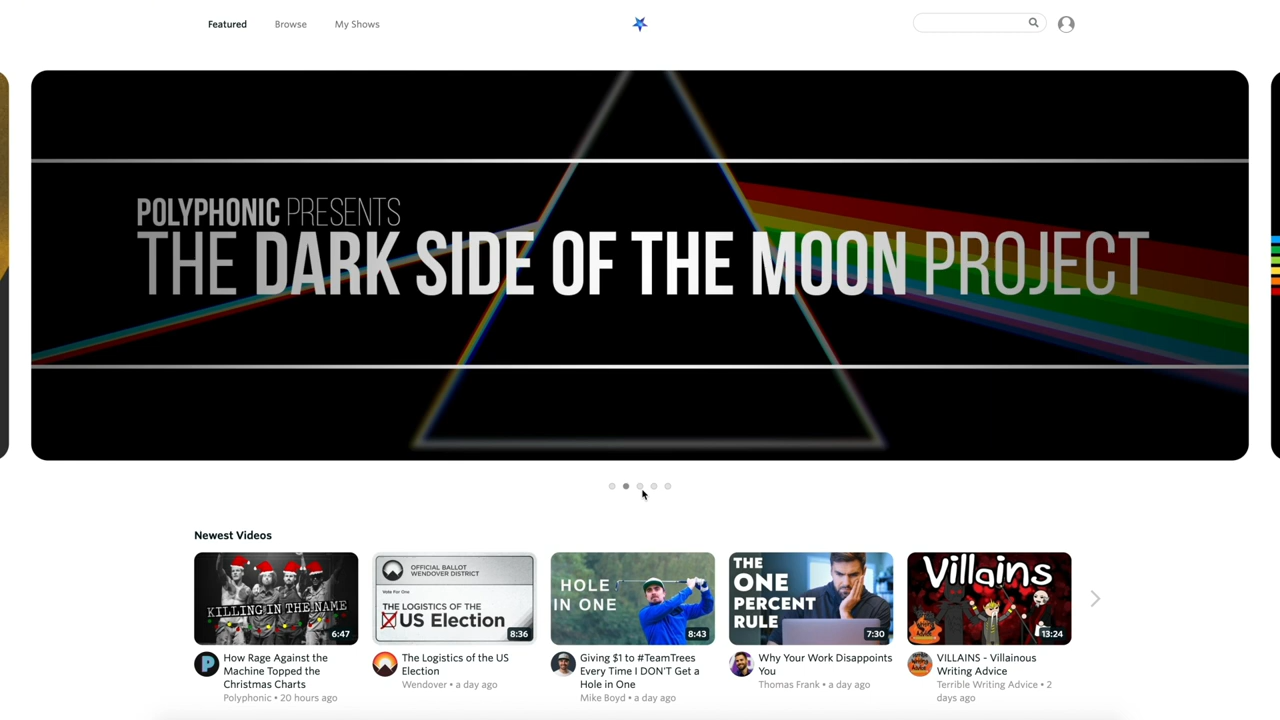 Featured
Browse
My Shows
POLYPHONIC PRESENTS
THE DARK SIDE OF THE MOON PROJECT
Newest Videos
KILLING IN THE NAME
6:47
OFFICIAL BALLOT
WENDOVER DISTRICT
Vote For One
THE LOGISTICS OF THE
US Election
8:36
HOLE
IN ONE
8:43
THE
ONE
PERCENT
RULE
7:30
Villains
13:24
How Rage Against the
Machine Topped the
Christmas Charts
Polyphonic • 20 hours ago
The Logistics of the US
Election
Wendover • a day ago
Giving $1 to #TeamTrees
Every Time I DON'T Get a
Hole in One
Mike Boyd • a day ago
Why Your Work Disappoints
You
Thomas Frank • a day ago
VILLAINS - Villainous
Writing Advice
Terrible Writing Advice • 2
days ago